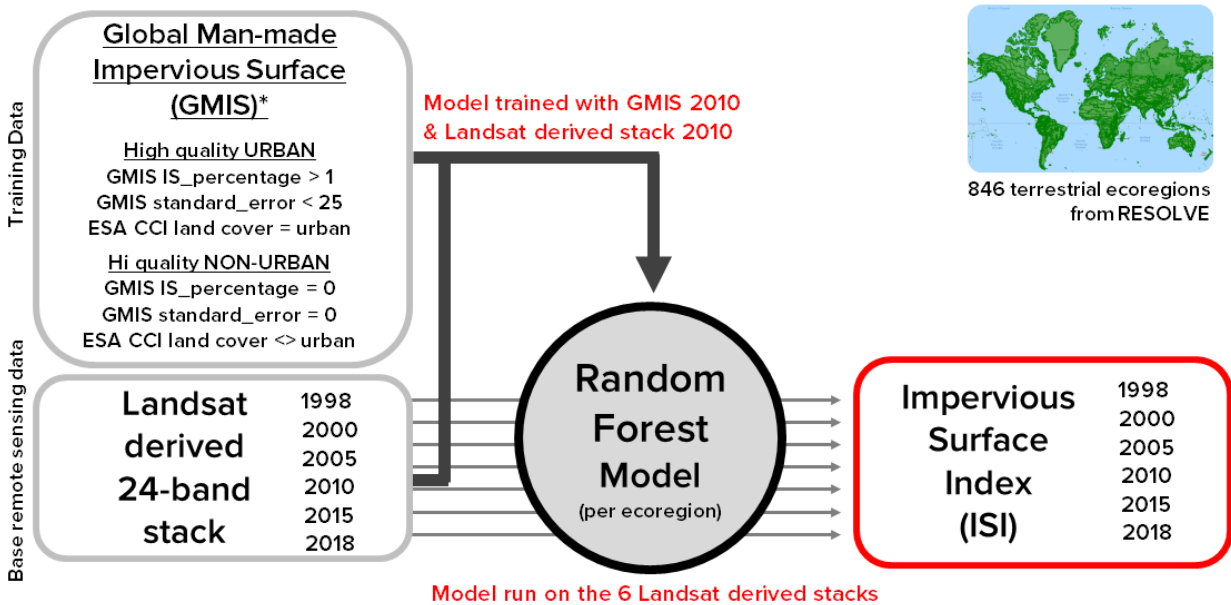 Training Data
Global Man-made
Impervious Surface
(GMIS)*
High quality URBAN
GMIS IS_percentage > 1
GMIS standard_error < 25
ESA CCI land cover = urban
Hi quality NON-URBAN
GMIS IS_percentage = 0
GMIS standard_error = 0
ESA CCI land cover <> urban
Model trained with GMIS 2010
& Landsat derived stack 2010
846 terrestrial ecoregions
from RESOLVE
Base remote sensing data
Landsat
derived
24-band
stack
1998
2000
2005
2010
2015
2018
Random
Forest
Model
(per ecoregion)
Impervious
Surface
Index
(ISI)
1998
2000
2005
2010
2015
2018
Model run on the 6 Landsat derived stacks